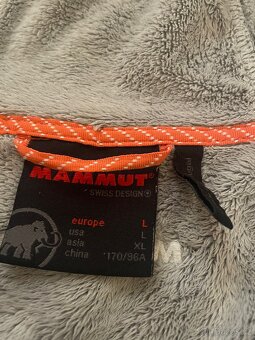 MAMMUT
SWISS DESIGN
europe L
usa L
asia XL
china 170/96A